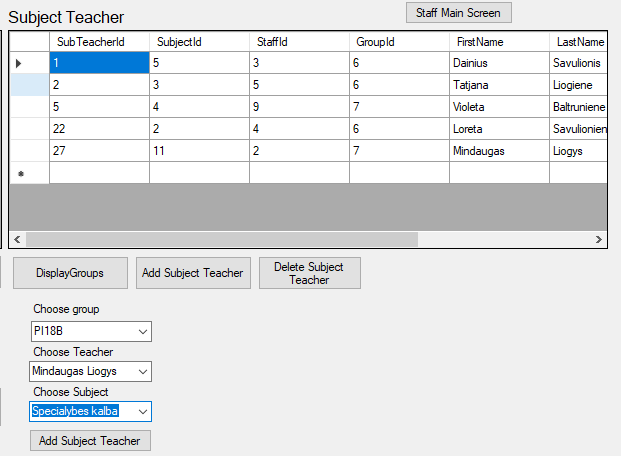 Subject Teacher
Staff Main Screen
SubTeacherId SubjectId StaffId GroupId FirstName LastName
1 5 3 6 Dainius Savulionis
2 3 5 6 Tatjana Liogiene
5 4 9 7 Violeta Baltruniene
22 2 4 6 Loreta Savulionien
27 11 2 7 Mindaugas Liogys
DisplayGroups
Add Subject Teacher
Delete Subject
Teacher
Choose group
PI18B
Choose Teacher
Mindaugas Liogys
Choose Subject
Specialybes kalba
Add Subject Teacher